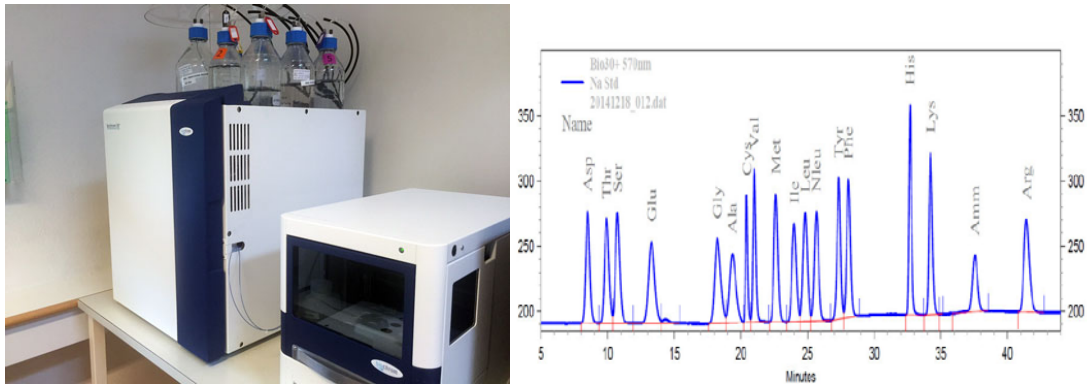 Bio30+ 570nm
Na Std
20141218_012.dat
Name
Asp
Thr
Ser
Glu
Gly
Ala
Cys
Val
Met
Ile
Leu
Nleu
Tyr
Phe
His
Lys
Amm
Arg
350 350
300 300
250 250
200 200
5 10 15 20 25 30 35 40
Minutes